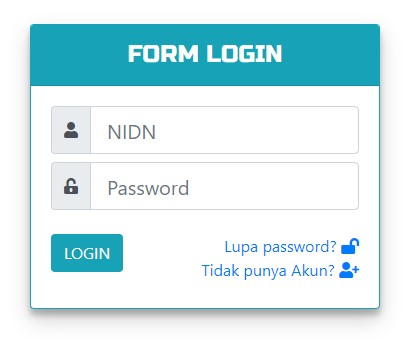 FORM LOGIN
NIDN
Password
LOGIN
Lupa password?
Tidak punya Akun?